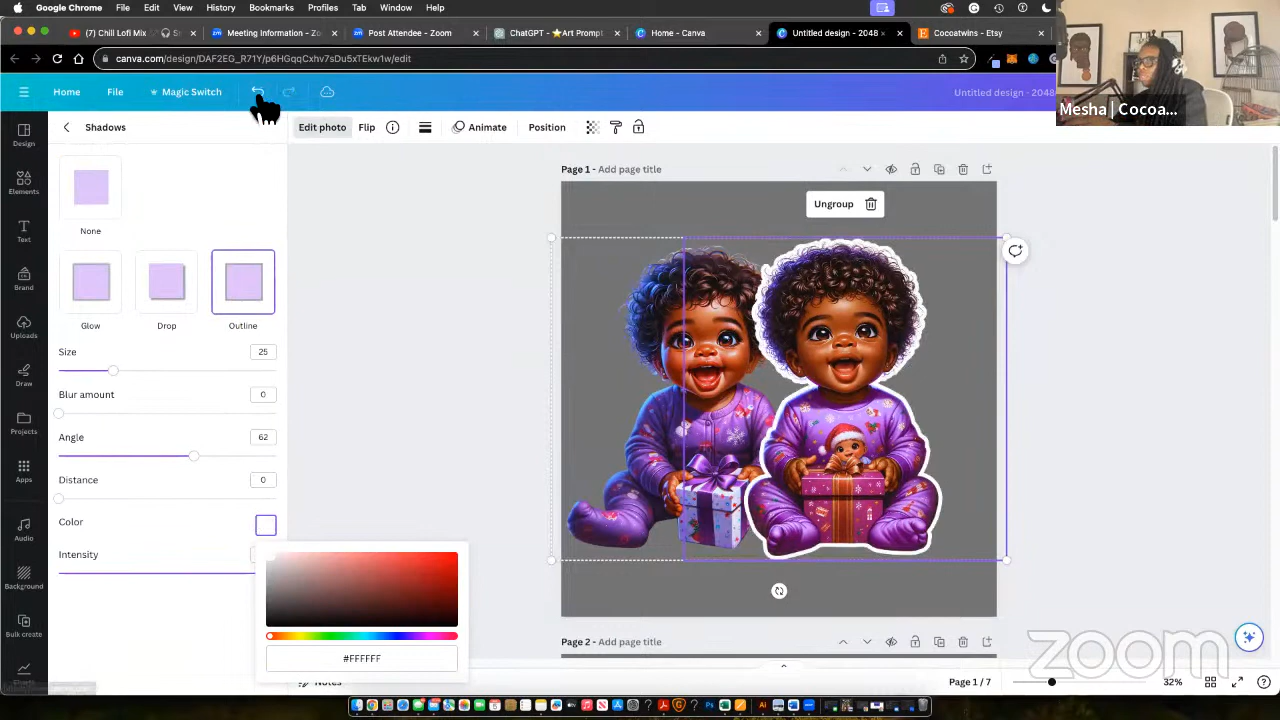 Google Chrome File Edit View History Bookmarks Profiles Tab Window Help
(7) Chill Lofi Mix Meeting Information - Zo Post Attendee - Zoom ChatGPT - ⭐Art Promp Home - Canva Untitled design - 2048 Cocoatwins - Etsy
canva.com/design/DAF2EG_R71Y/p6HGqqCxhv7sDu5xTEkw1w/edit
Home File Magic Switch Untitled design - 2048
Mesha | Cocoa...
Shadows Edit photo Flip Animate Position
Design
Elements
Text
Brand
Uploads
Draw
Projects
Apps
Audio
Background
Bulk create
None
Glow Drop Outline
Size 25
Blur amount 0
Angle 62
Distance 0
Color
Intensity
#FFFFFF
Page 1 - Add page title
Ungroup
Page 2 - Add page title
Notes Page 1 / 7 32%
zoom